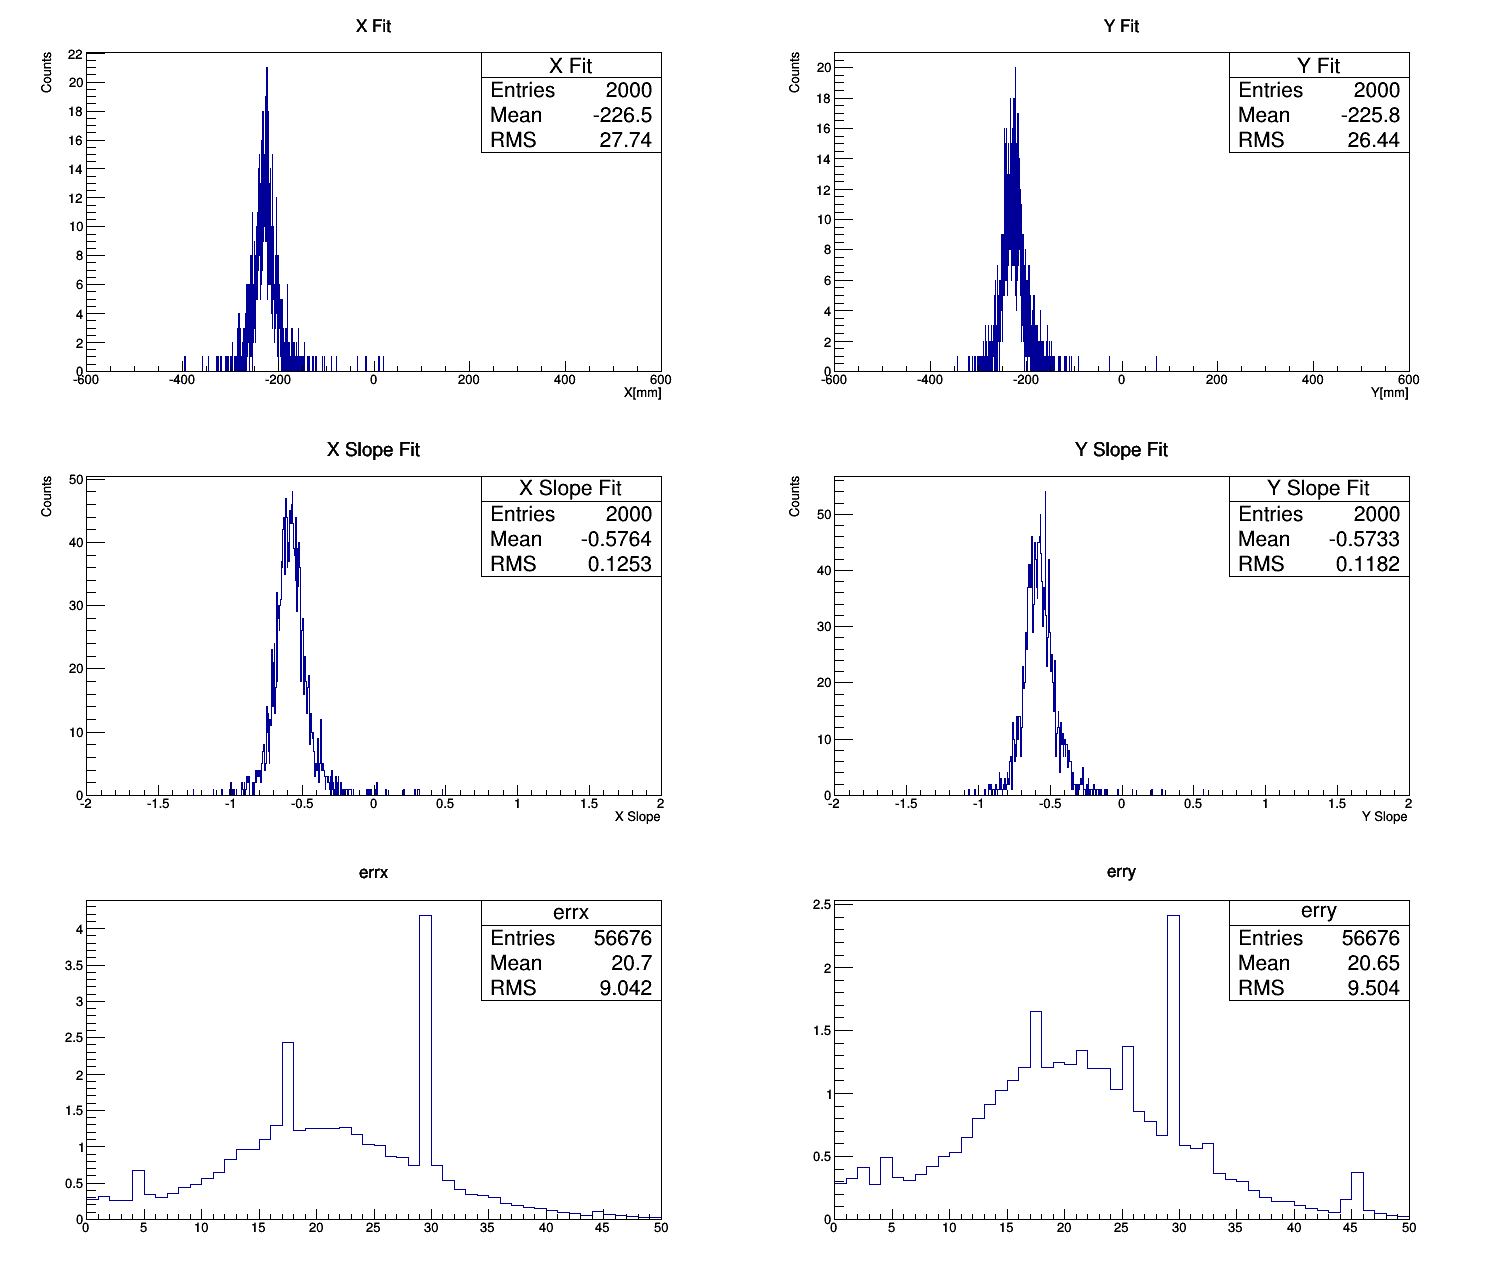 X Fit
Counts
22
20
18
16
14
12
10
8
6
4
2
0
-600 -400 -200 0 200 400 600
X[mm]
X Fit
Entries 2000
Mean -226.5
RMS 27.74
Y Fit
Counts
20
18
16
14
12
10
8
6
4
2
0
-600 -400 -200 0 200 400 600
Y[mm]
Y Fit
Entries 2000
Mean -225.8
RMS 26.44
X Slope Fit
Counts
50
40
30
20
10
0
-2 -1.5 -1 -0.5 0 0.5 1 1.5 2
X Slope
X Slope Fit
Entries 2000
Mean -0.5764
RMS 0.1253
Y Slope Fit
Counts
50
40
30
20
10
0
-2 -1.5 -1 -0.5 0 0.5 1 1.5 2
Y Slope
Y Slope Fit
Entries 2000
Mean -0.5733
RMS 0.1182
errx
4
3.5
3
2.5
2
1.5
1
0.5
0
0 5 10 15 20 25 30 35 40 45 50
errx
Entries 56676
Mean 20.7
RMS 9.042
erry
2.5
2
1.5
1
0.5
0
0 5 10 15 20 25 30 35 40 45 50
erry
Entries 56676
Mean 20.65
RMS 9.504